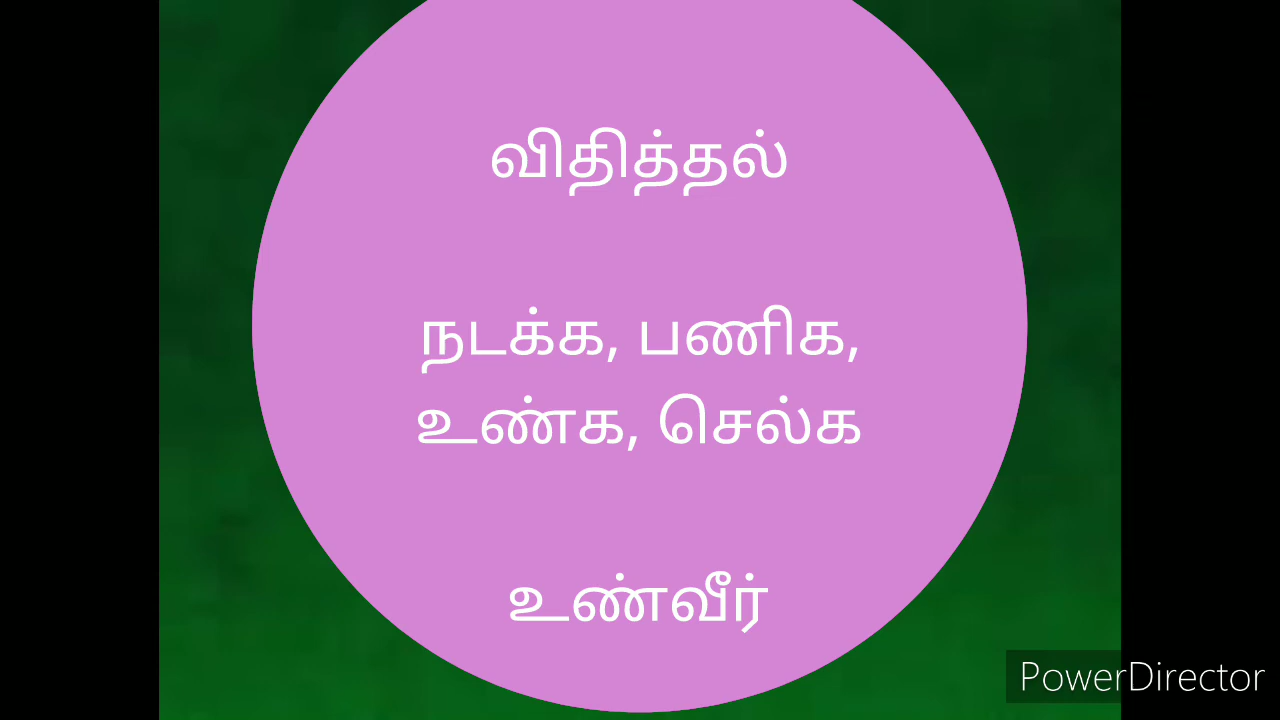 விதித்தல்
நடக்க, பணிக,
உண்க, செல்க
உண்வீர்
PowerDirector